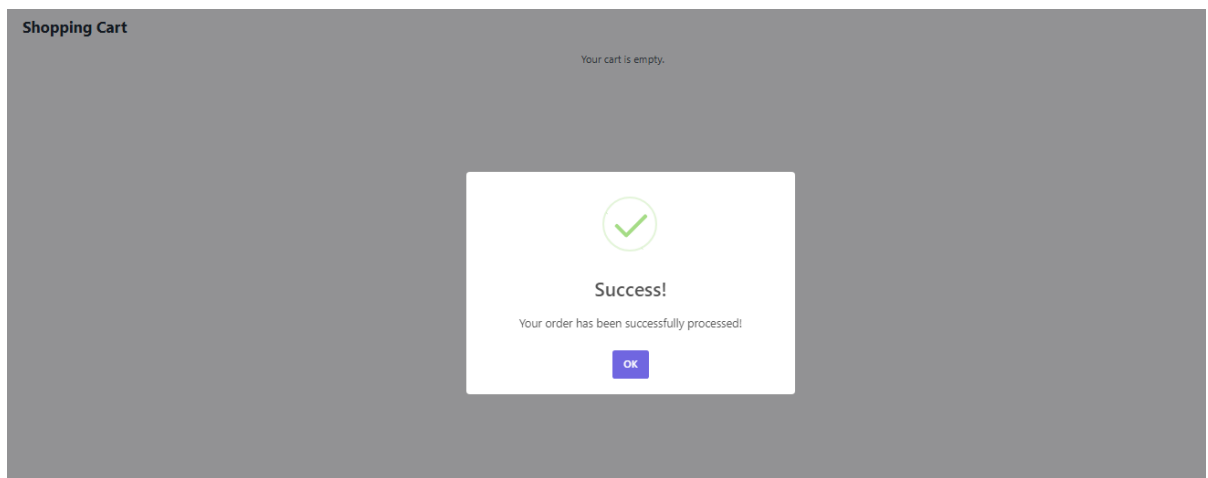 Shopping Cart
Your cart is empty.
Success!
Your order has been successfully processed!
OK